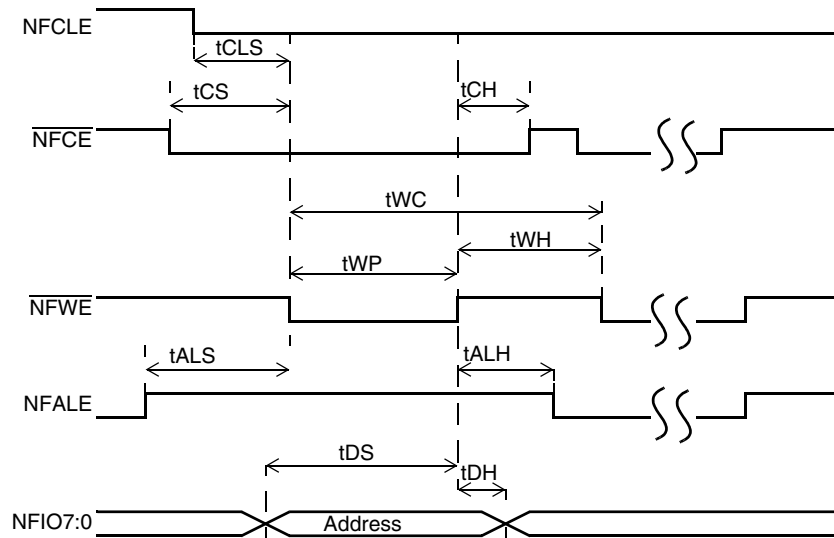 NFCLE
tCLS
tCS
tCH
NFCE
tWC
tWH
tWP
NFWE
tALS
tALH
NFALE
tDS
tDH
NFIO7:0
Address